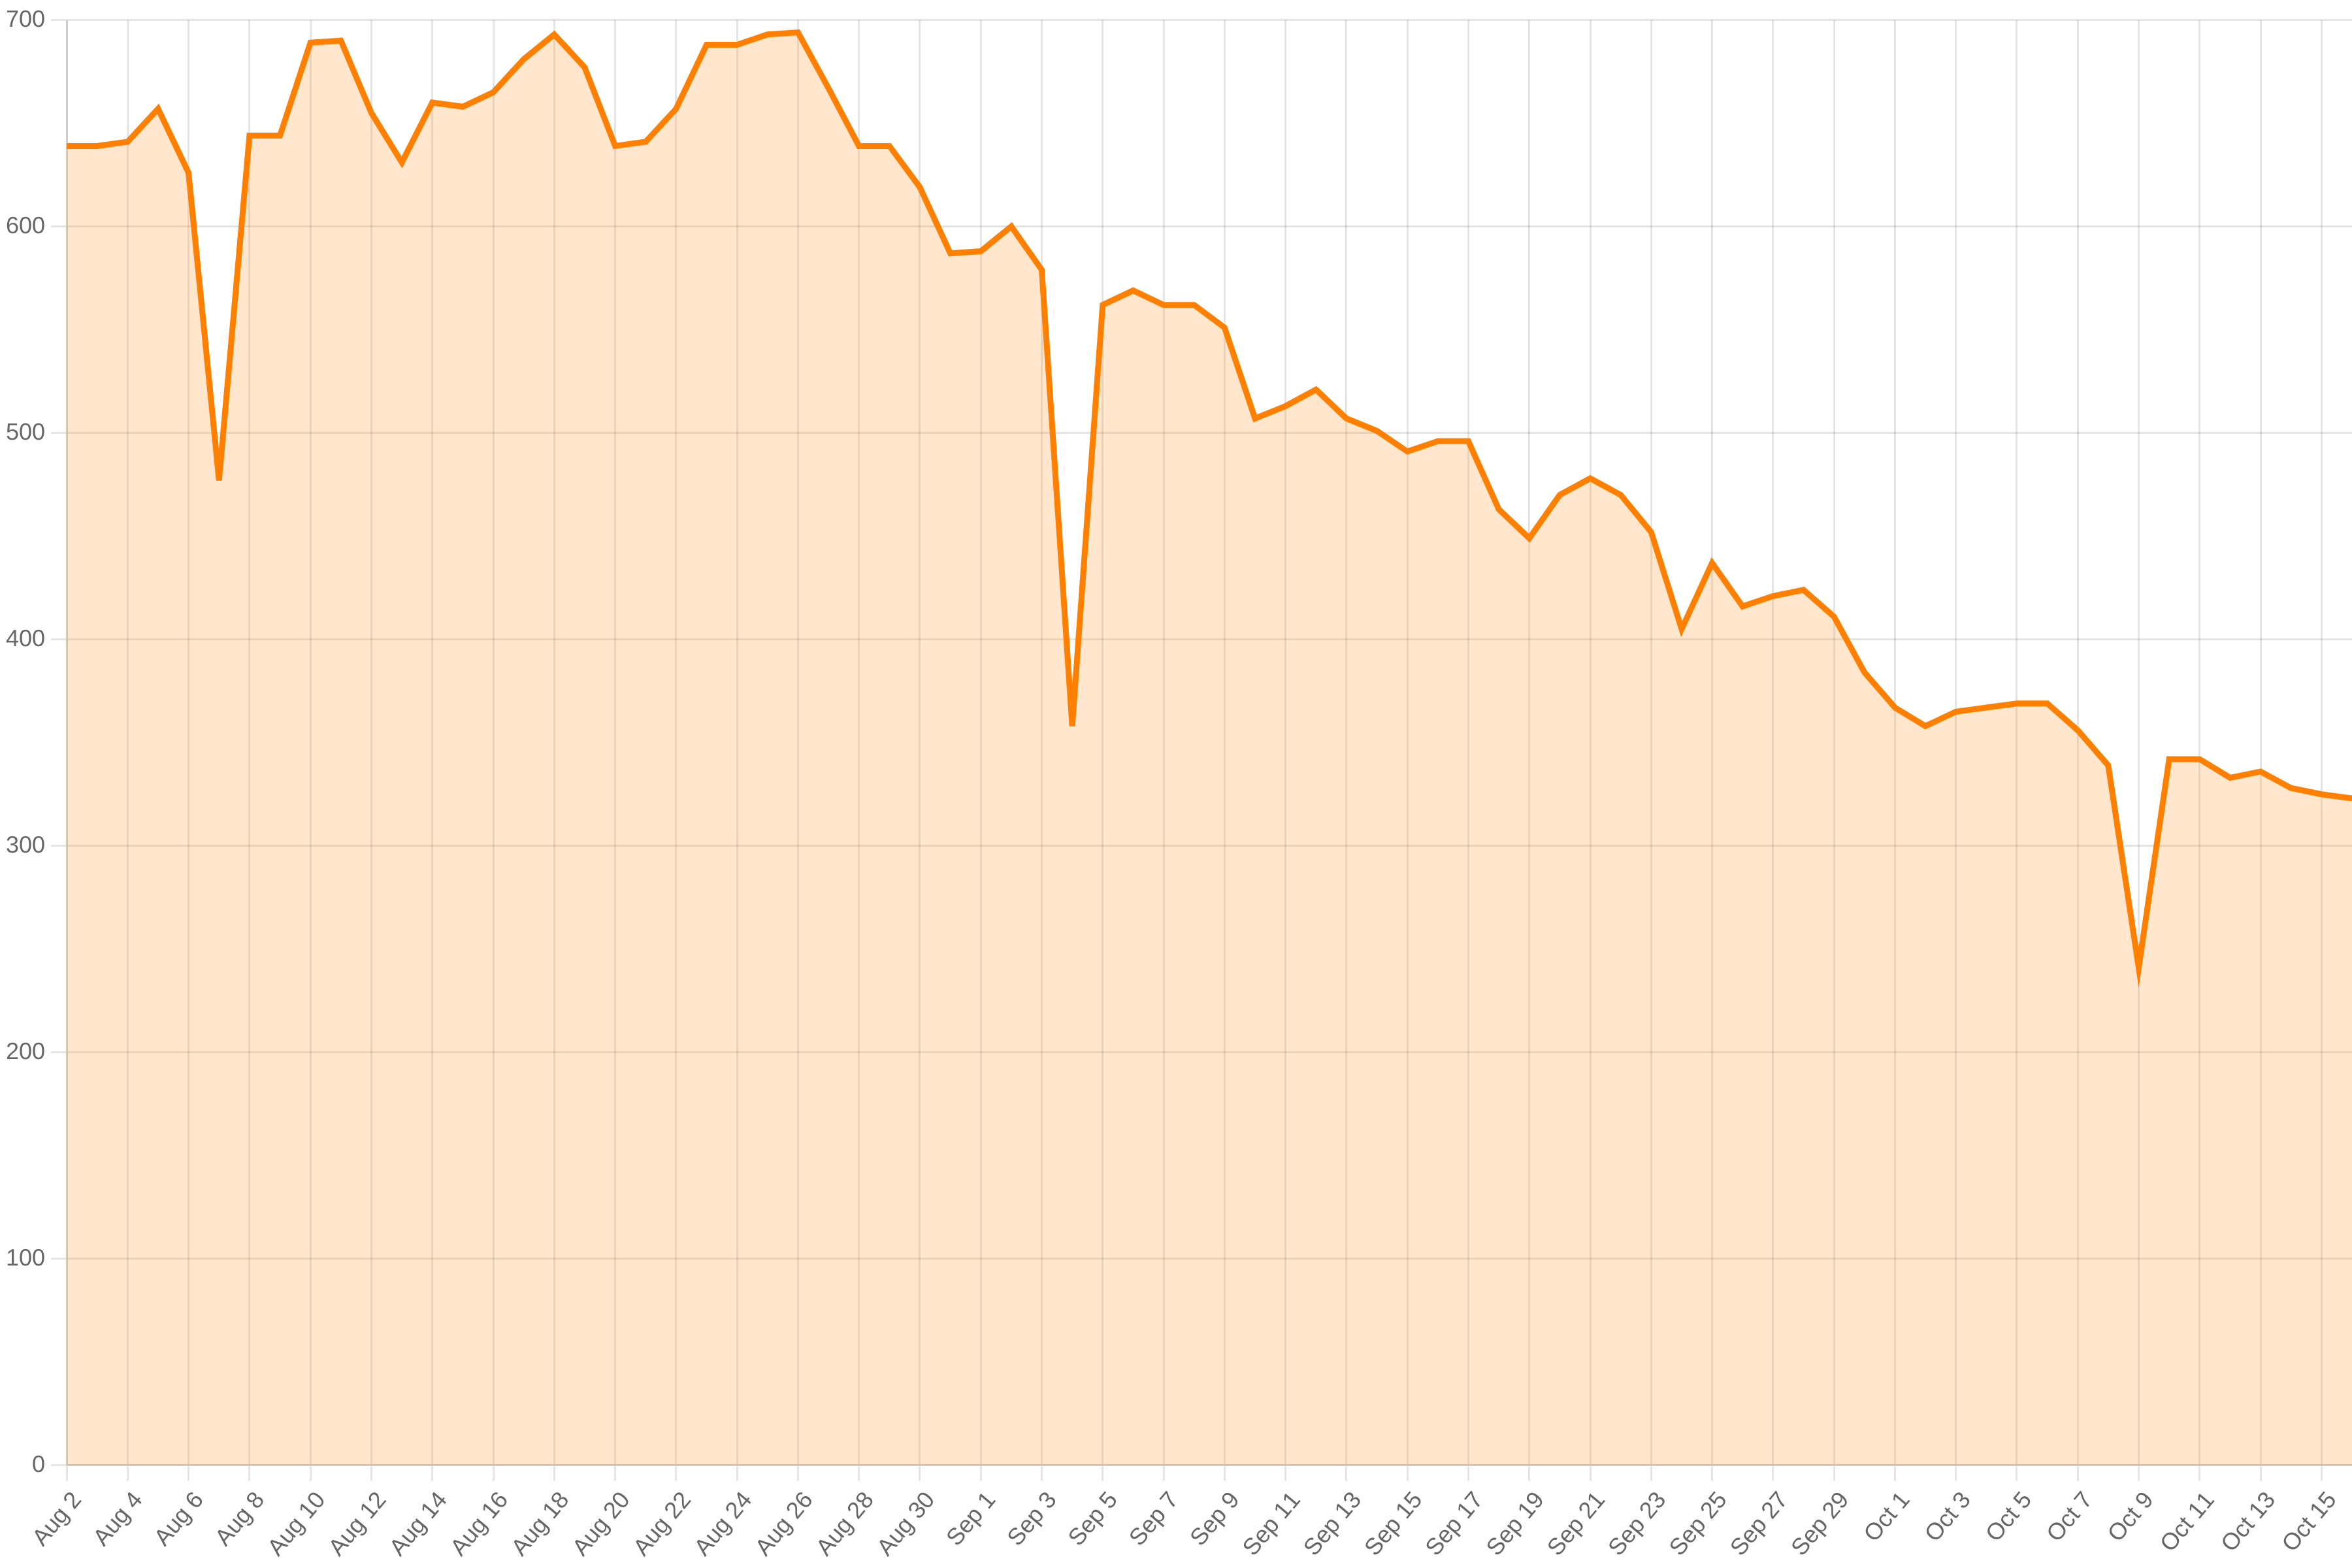 700
600
500
400
300
200
100
0
Aug 2
Aug 4
Aug 6
Aug 8
Aug 10
Aug 12
Aug 14
Aug 16
Aug 18
Aug 20
Aug 22
Aug 24
Aug 26
Aug 28
Aug 30
Sep 1
Sep 3
Sep 5
Sep 7
Sep 9
Sep 11
Sep 13
Sep 15
Sep 17
Sep 19
Sep 21
Sep 23
Sep 25
Sep 27
Sep 29
Oct 1
Oct 3
Oct 5
Oct 7
Oct 9
Oct 11
Oct 13
Oct 15